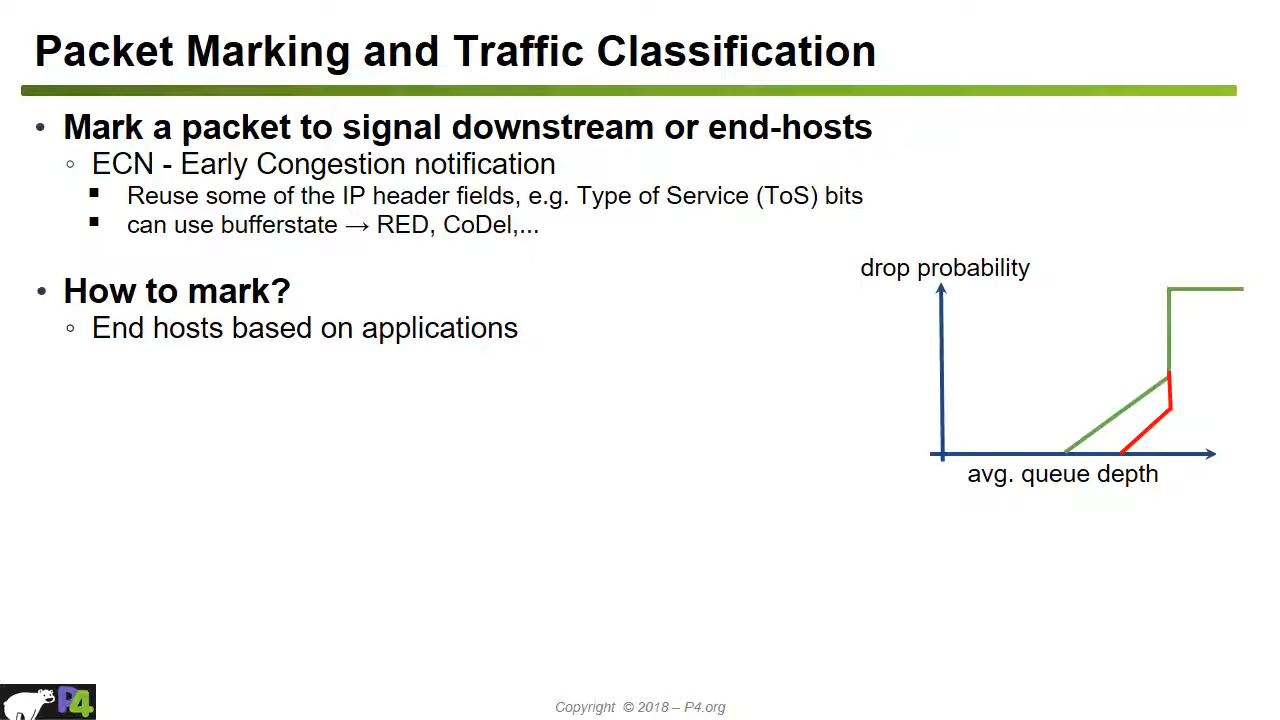 Packet Marking and Traffic Classification
• Mark a packet to signal downstream or end-hosts
◦ ECN - Early Congestion notification
▪ Reuse some of the IP header fields, e.g. Type of Service (ToS) bits
▪ can use bufferstate → RED, CoDel,...
• How to mark?
◦ End hosts based on applications
drop probability
avg. queue depth
P4
Copyright © 2018 – P4.org